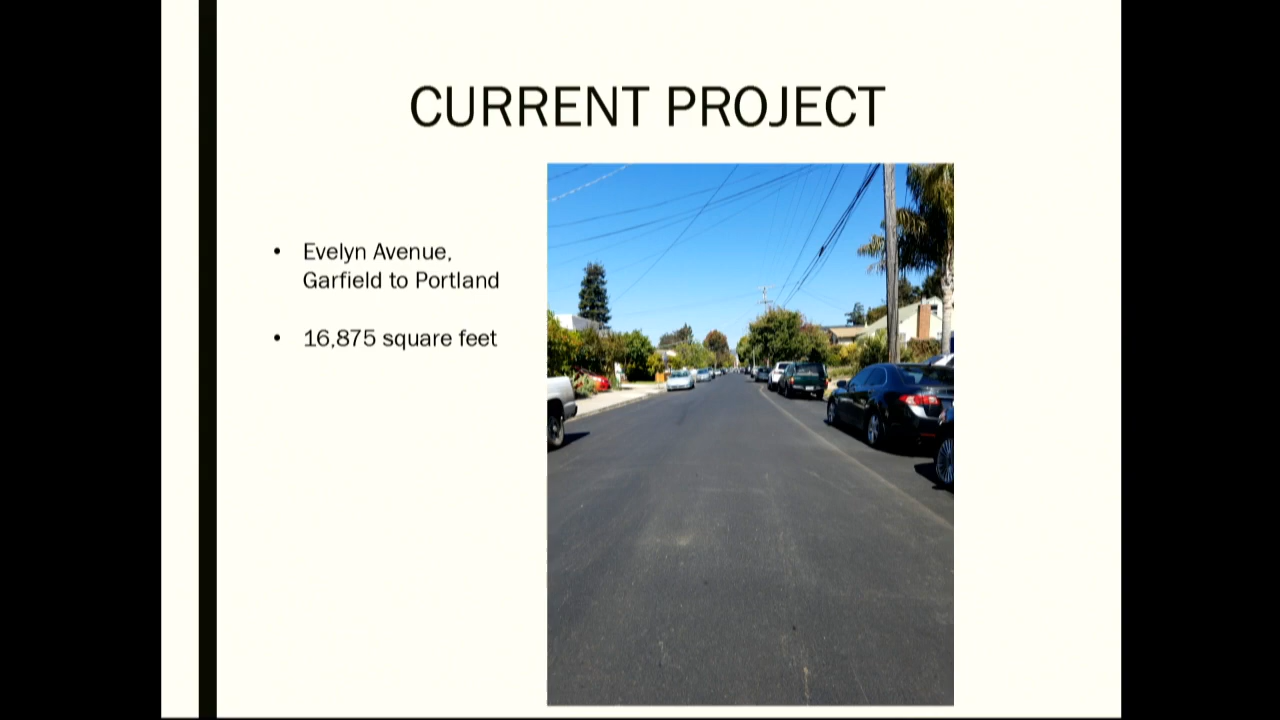 CURRENT PROJECT
• Evelyn Avenue,
Garfield to Portland
• 16,875 square feet